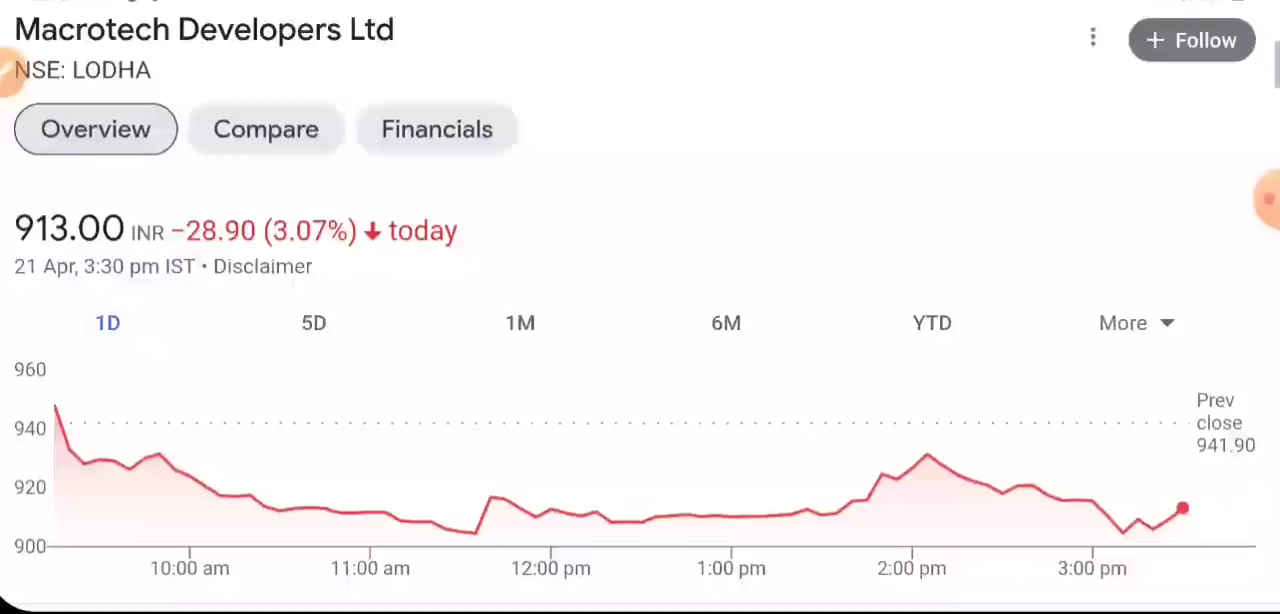 Macrotech Developers Ltd
+ Follow
NSE: LODHA
Overview Compare Financials
913.00 INR −28.90 (3.07%) today
21 Apr, 3:30 pm IST • Disclaimer
1D 5D 1M 6M YTD More
960
940
920
900
Prev
close
941.90
10:00 am 11:00 am 12:00 pm 1:00 pm 2:00 pm 3:00 pm